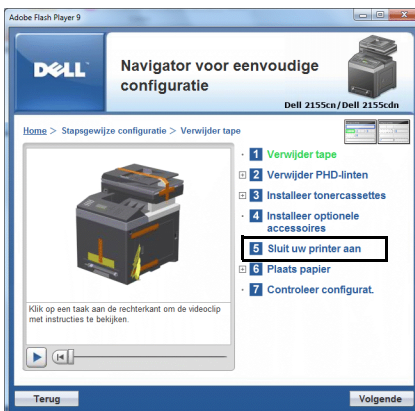 Adobe Flash Player 9
DELL
Navigator voor eenvoudige
configuratie
Dell 2155cn/Dell 2155cdn
Home > Stapsgewijze configuratie > Verwijder tape
1 Verwijder tape
2 Verwijder PHD-linten
3 Installeer tonercassettes
4 Installeer optionele
accessoires
5 Sluit uw printer aan
6 Plaats papier
7 Controleer configurat.
Klik op een taak aan de rechterkant om de videoclip
met instructies te bekijken.
Terug
Volgende